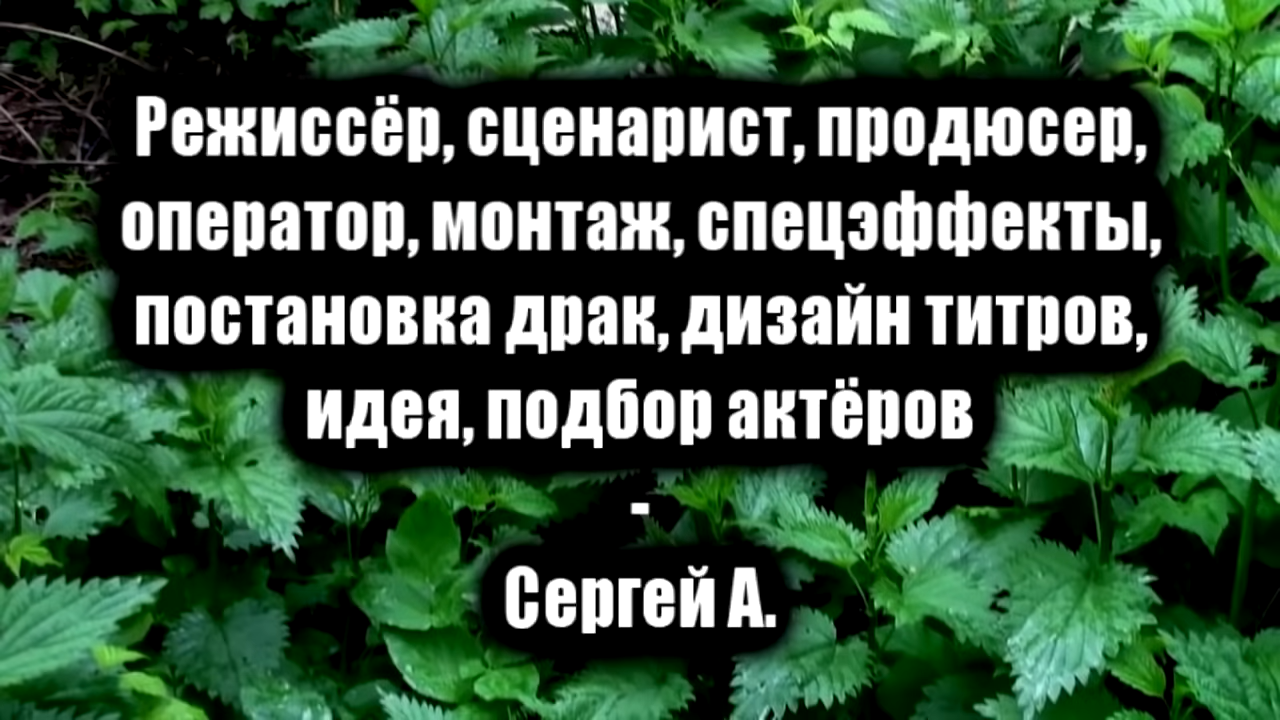 Режиссёр, сценарист, продюсер,
оператор, монтаж, спецэффекты,
постановка драк, дизайн титров,
идея, подбор актёров
-
Сергей А.